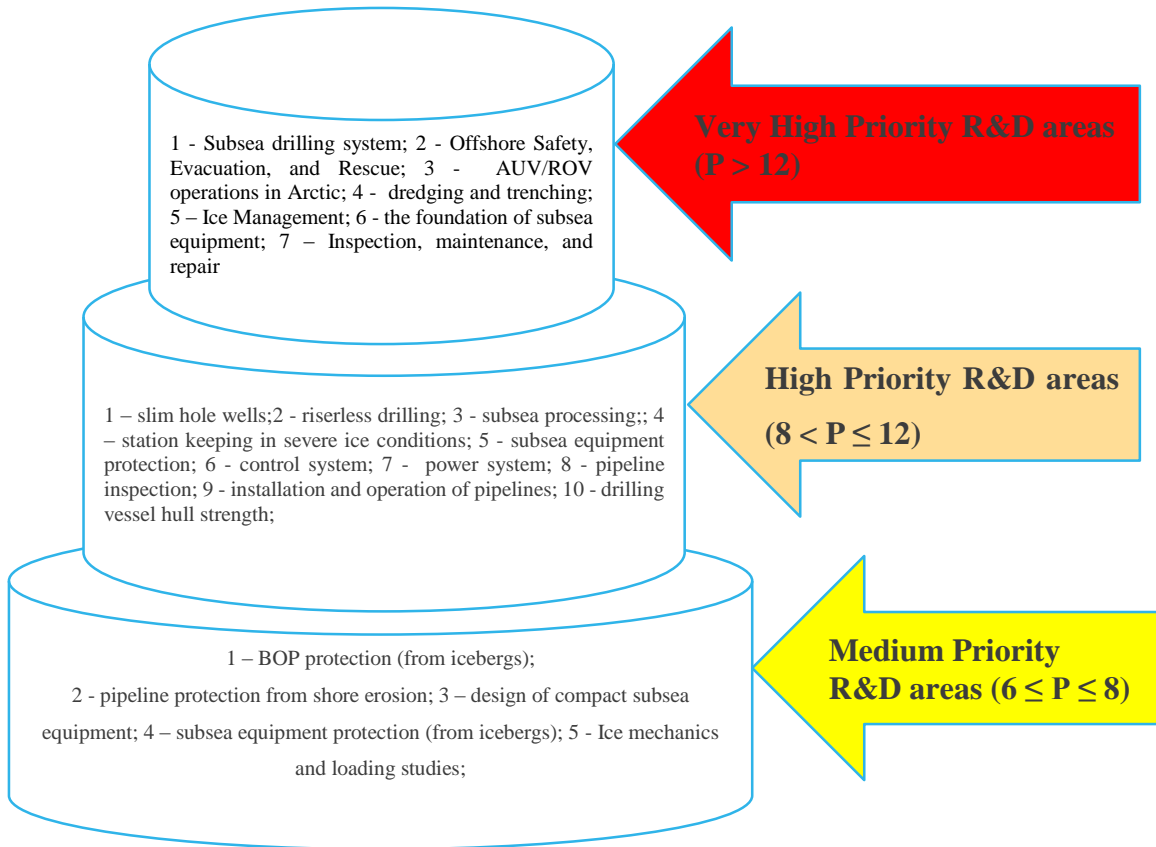 1 - Subsea drilling system; 2 - Offshore Safety,
Evacuation, and Rescue; 3 - AUV/ROV
operations in Arctic; 4 - dredging and trenching;
5 – Ice Management; 6 - the foundation of subsea
equipment; 7 – Inspection, maintenance, and
repair
Very High Priority R&D areas
(P > 12)
1 – slim hole wells;2 - riserless drilling; 3 - subsea processing;; 4
– station keeping in severe ice conditions; 5 - subsea equipment
protection; 6 - control system; 7 - power system; 8 - pipeline
inspection; 9 - installation and operation of pipelines; 10 - drilling
vessel hull strength;
High Priority R&D areas
(8 < P ≤ 12)
1 – BOP protection (from icebergs);
2 - pipeline protection from shore erosion; 3 – design of compact subsea
equipment; 4 – subsea equipment protection (from icebergs); 5 - Ice mechanics
and loading studies;
Medium Priority
R&D areas (6 ≤ P ≤ 8)